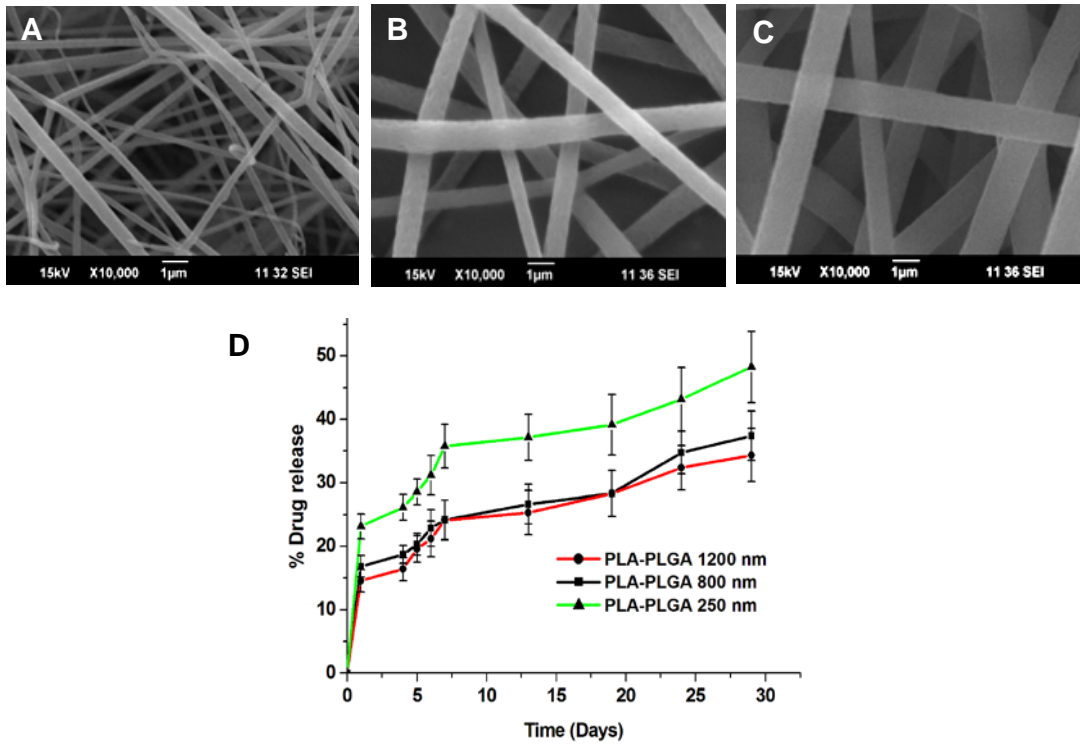 A
15kV X10,000 1µm 11 32 SEI
B
15kV X10,000 1µm 11 36 SEI
C
15kV X10,000 1µm 11 36 SEI
D
% Drug release
50
40
30
20
10
0
PLA-PLGA 1200 nm
PLA-PLGA 800 nm
PLA-PLGA 250 nm
0 5 10 15 20 25 30
Time (Days)